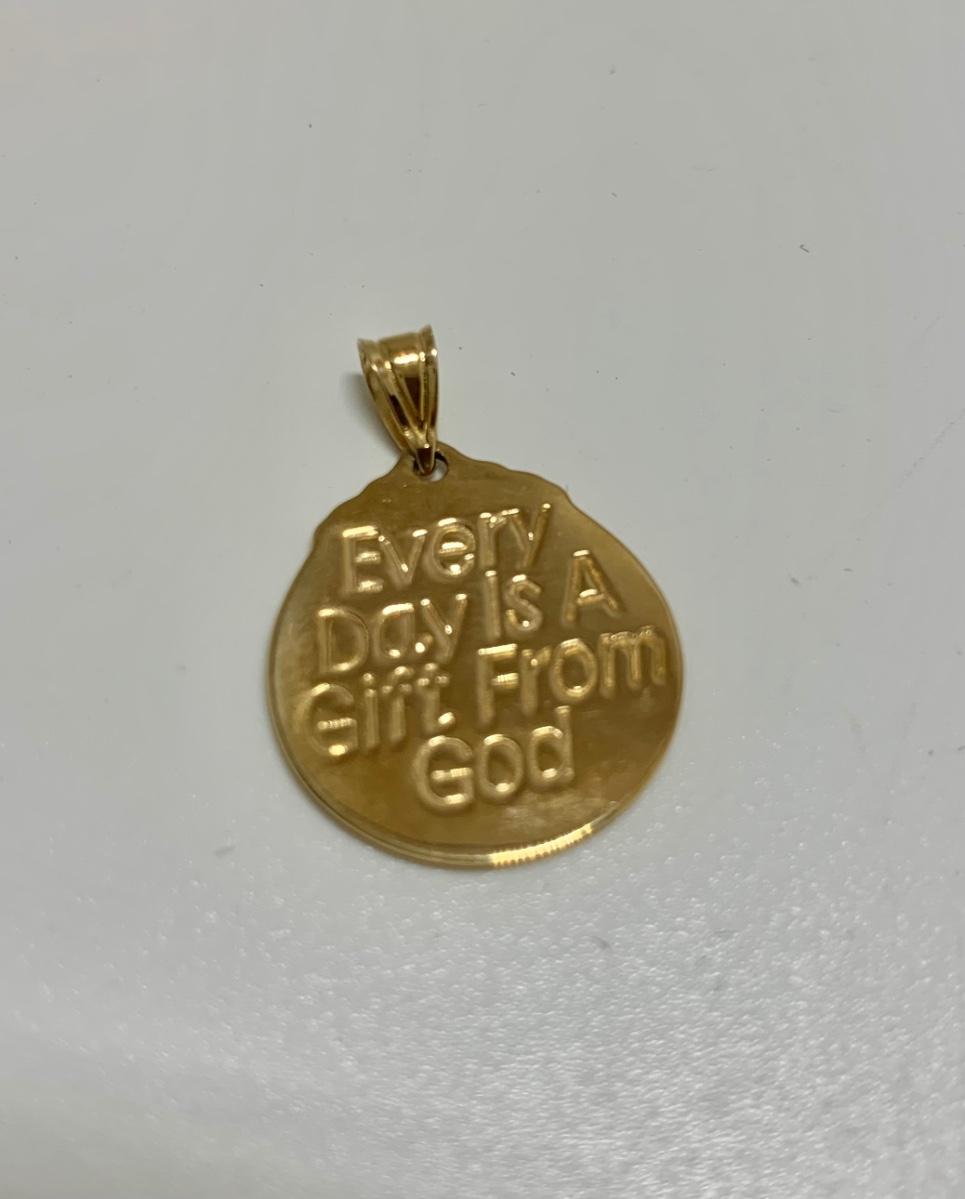 Every
Day Is A
Gift From
God